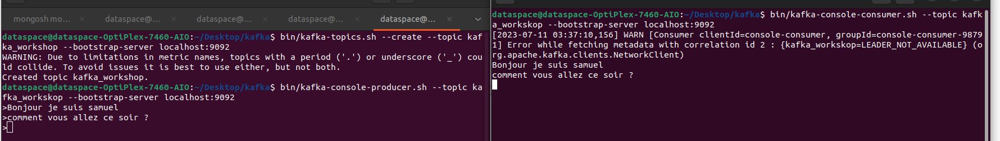 mongosh mo...
dataspace@...
dataspace@...
dataspace@...
dataspace@...
dataspace@dataspace-OptiPlex-7460-AIO:~/Desktop/kafka$ bin/kafka-topics.sh --create --topic kaf
ka_workshop --bootstrap-server localhost:9092
WARNING: Due to limitations in metric names, topics with a period ('.') or underscore ('_') cou
ld collide. To avoid issues it is best to use either, but not both.
Created topic kafka_workshop.
dataspace@dataspace-OptiPlex-7460-AIO:~/Desktop/kafka$ bin/kafka-console-producer.sh --topic ka
fka_workskop --bootstrap-server localhost:9092
>Bonjour je suis samuel
>comment vous allez ce soir ?
>
dataspace@dataspace-OptiPlex-7460-AIO:~/Desktop/kafka$ bin/kafka-console-consumer.sh --topic kafk
a_workskop --bootstrap-server localhost:9092
[2023-07-11 03:37:10,156] WARN [Consumer clientId=console-consumer, groupId=console-consumer-9879
1] Error while fetching metadata with correlation id 2 : {kafka_workskop=LEADER_NOT_AVAILABLE} (o
rg.apache.kafka.clients.NetworkClient)
Bonjour je suis samuel
comment vous allez ce soir ?